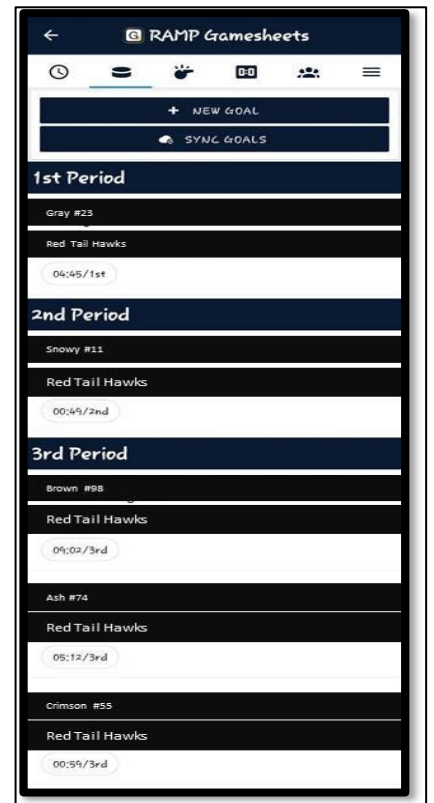 G RAMP Gamesheets
0:0
+ NEW GOAL
SYNC GOALS
1st Period
Gray #23
Red Tail Hawks
04:45/1st
2nd Period
Snowy #11
Red Tail Hawks
00:49/2nd
3rd Period
Brown #98
Red Tail Hawks
09:02/3rd
Ash #74
Red Tail Hawks
05:12/3rd
Crimson #55
Red Tail Hawks
00:59/3rd